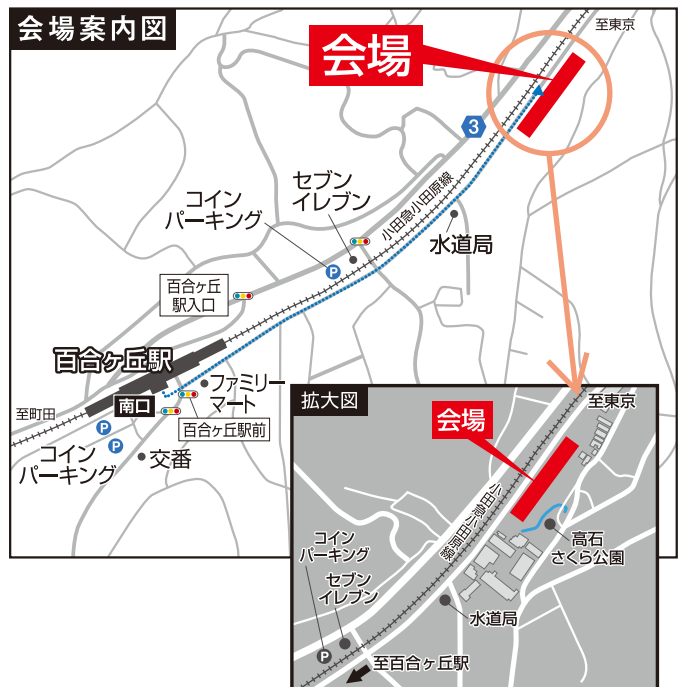 会場案内図
至東京
会場
3
セブン
イレブン
コイン
パーキング
小田急小田原線
水道局
P
百合ヶ丘
駅入口
百合ヶ丘駅
ファミリー
マート
南口
至町田
百合ヶ丘駅前
P
P
コイン
パーキング
交番
拡大図
至東京
会場
小田急小田原線
コイン
パーキング
高石
さくら公園
セブン
イレブン
水道局
P
至百合ヶ丘駅